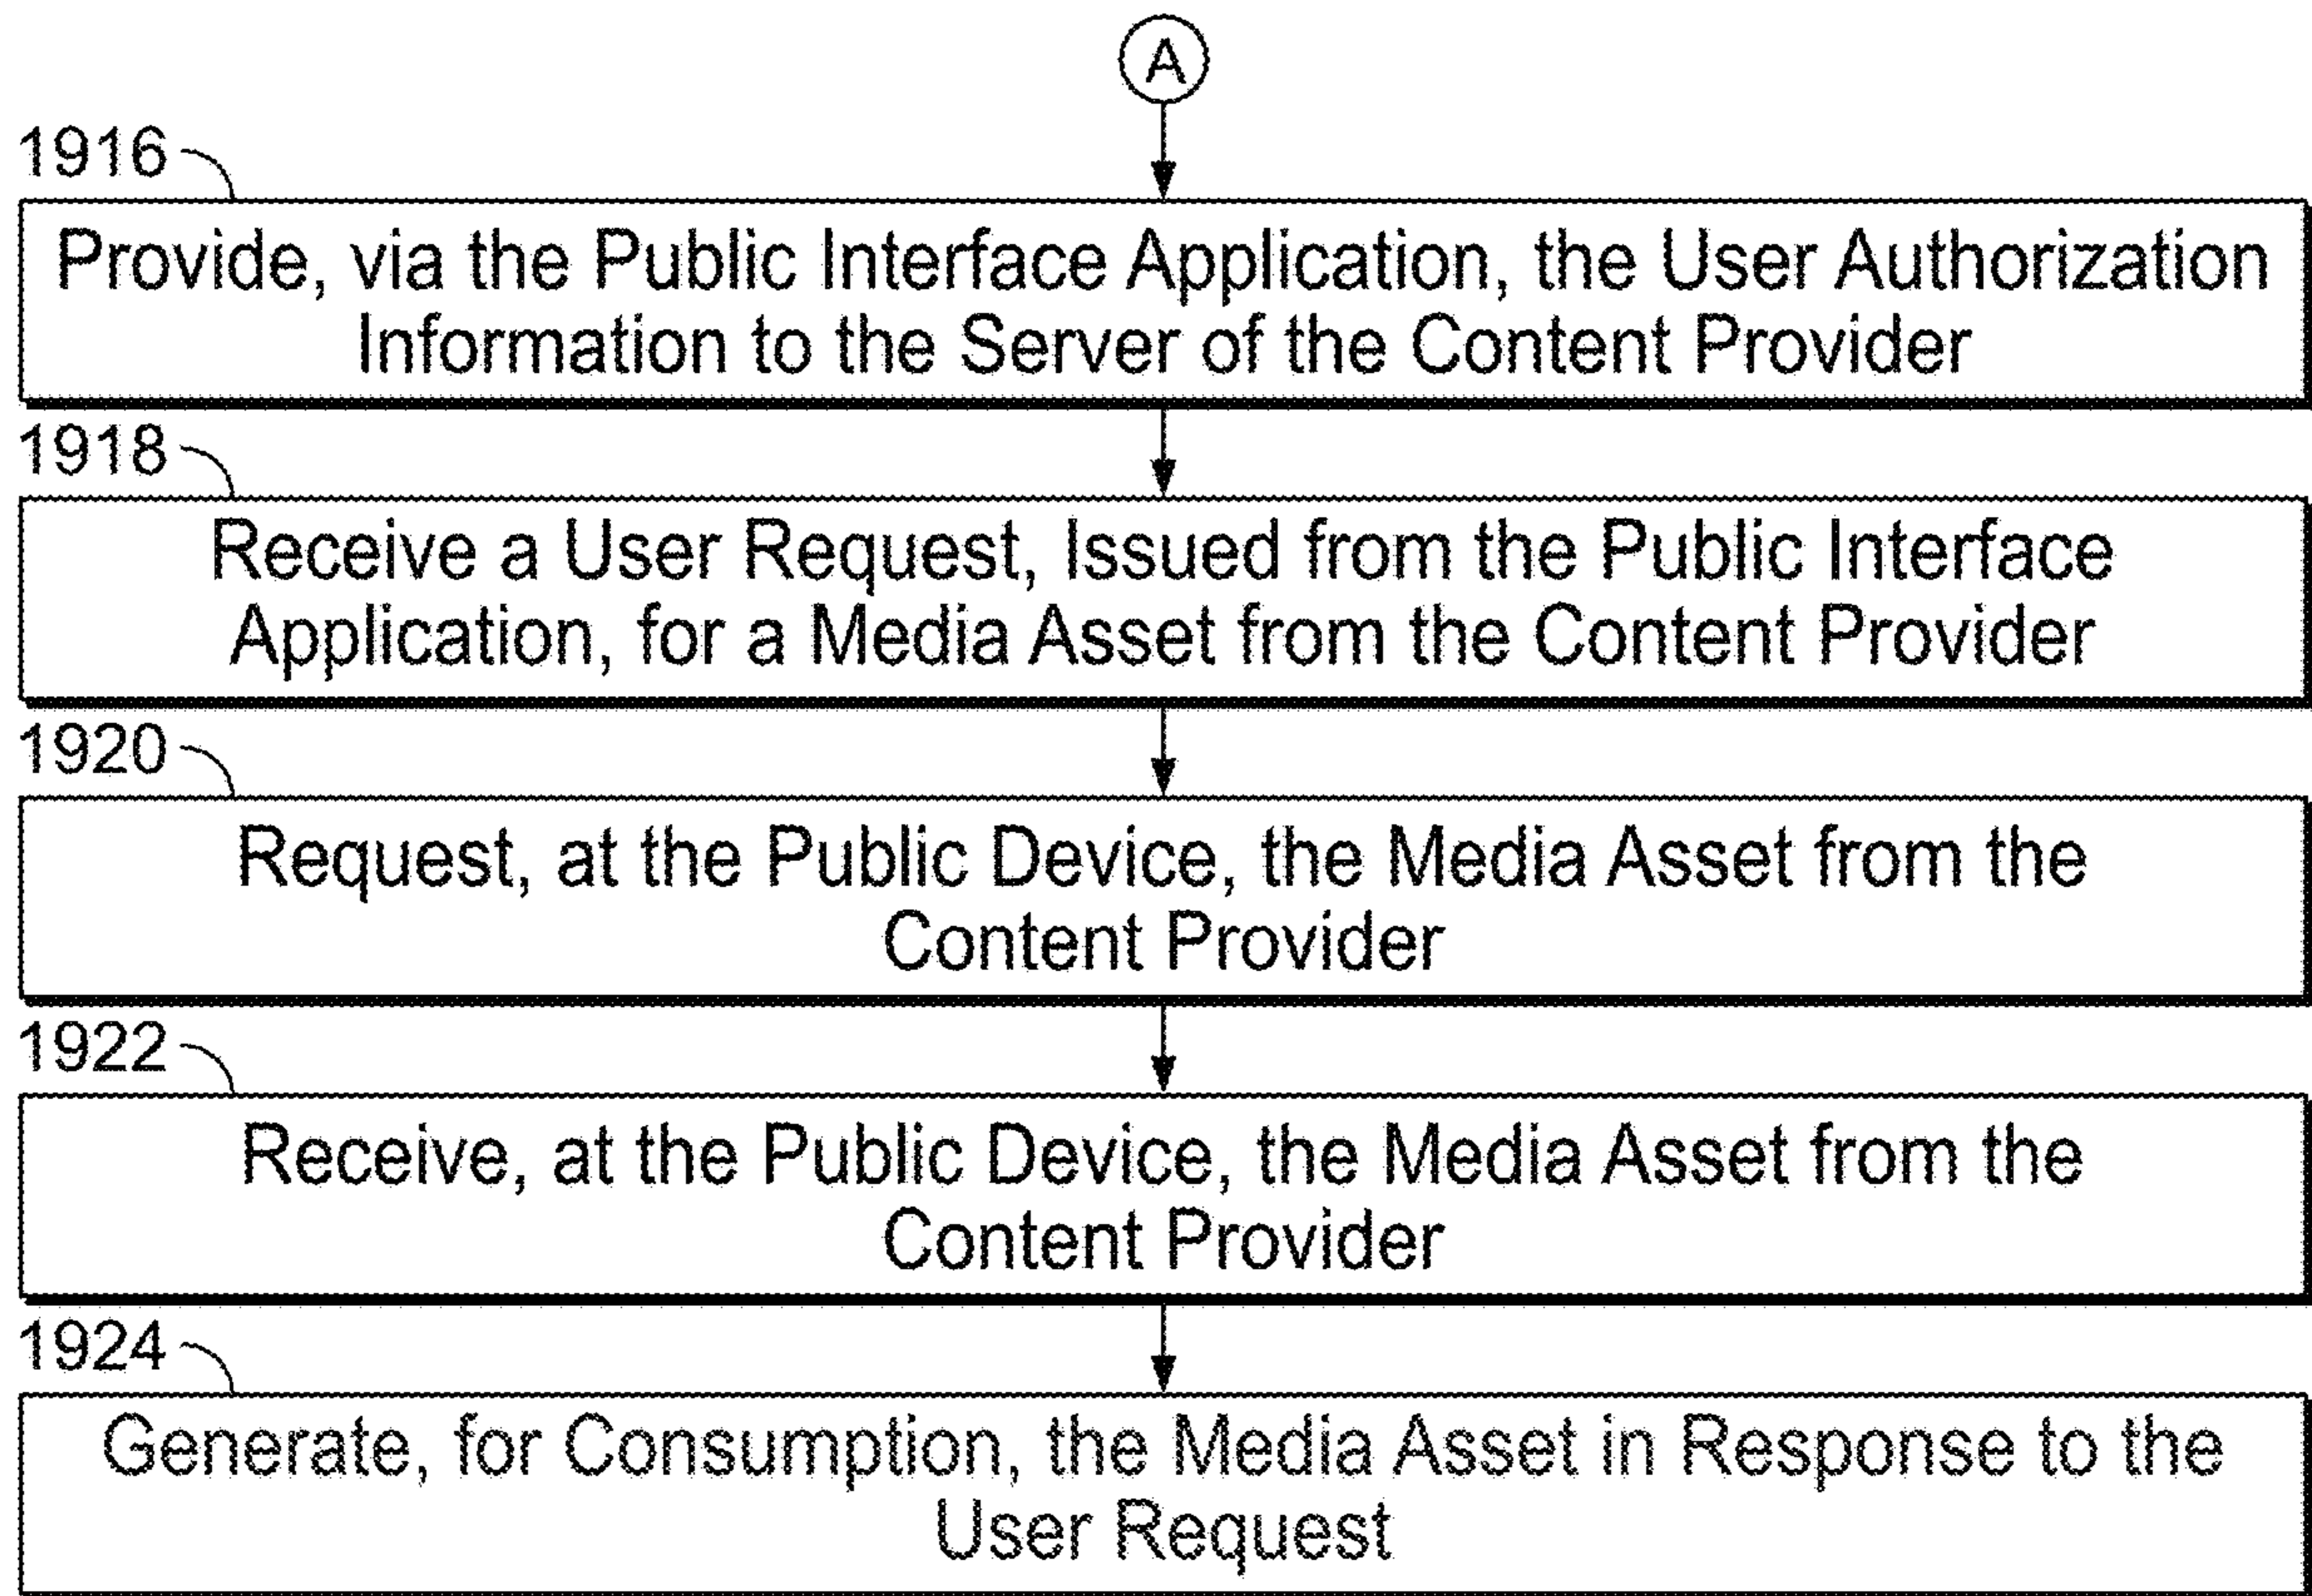 A
1916
Provide, via the Public Interface Application, the User Authorization
Information to the Server of the Content Provider
1918
Receive a User Request, Issued from the Public Interface
Application, for a Media Asset from the Content Provider
1920
Request, at the Public Device, the Media Asset from the
Content Provider
1922
Receive, at the Public Device, the Media Asset from the
Content Provider
1924
Generate, for Consumption, the Media Asset in Response to the
User Request